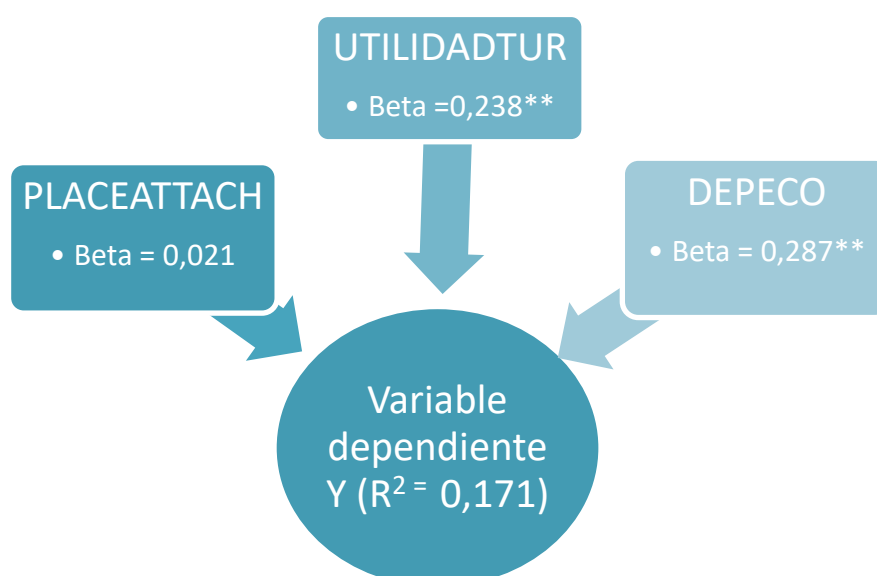 UTILIDADTUR
• Beta =0,238**
PLACEATTACH
• Beta = 0,021
DEPECO
• Beta = 0,287**
Variable
dependiente
Y (R² = 0,171)